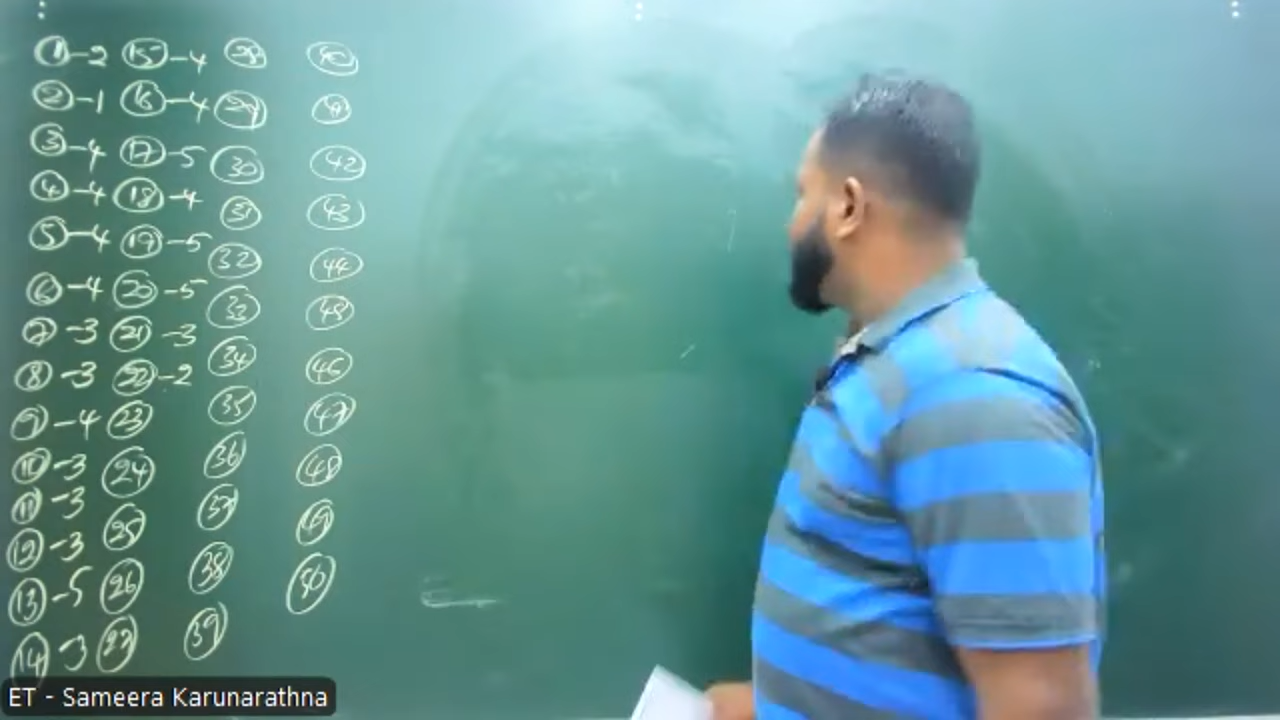 ① -2 ⑮ -4 ㉘ ㊵
② -1 ⑯ -4 ㉙ ㊶
③ -4 ⑰ -5 ㉚ ㊷
④ -4 ⑱ -4 ㉛ ㊸
⑤ -4 ⑲ -5 ㉜ ㊹
⑥ -4 ⑳ -5 ㉝ ㊺
⑦ -3 ㉑ -3 ㉞ ㊻
⑧ -3 ㉒ -2 ㉟ ㊼
⑨ -4 ㉓ ㊱ ㊽
⑩ -3 ㉔ ㊲ ㊾
⑪ -3 ㉕ ㊳ ㊿
⑫ -3 ㉖ ㊴
⑬ -5 ㉗
⑭ -3
ET - Sameera Karunarathna